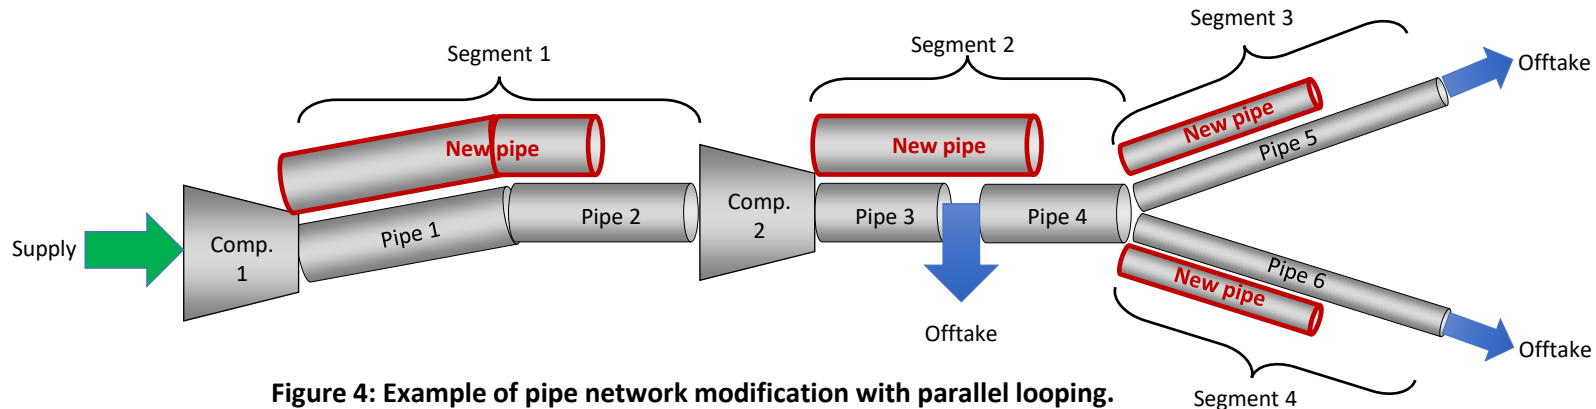 Segment 1
Segment 2
Segment 3
New pipe
New pipe
New pipe
Offtake
Supply
Comp.
1
Pipe 1
Pipe 2
Comp.
2
Pipe 3
Pipe 4
Pipe 5
Pipe 6
New pipe
Offtake
Offtake
Segment 4
Figure 4: Example of pipe network modification with parallel looping.